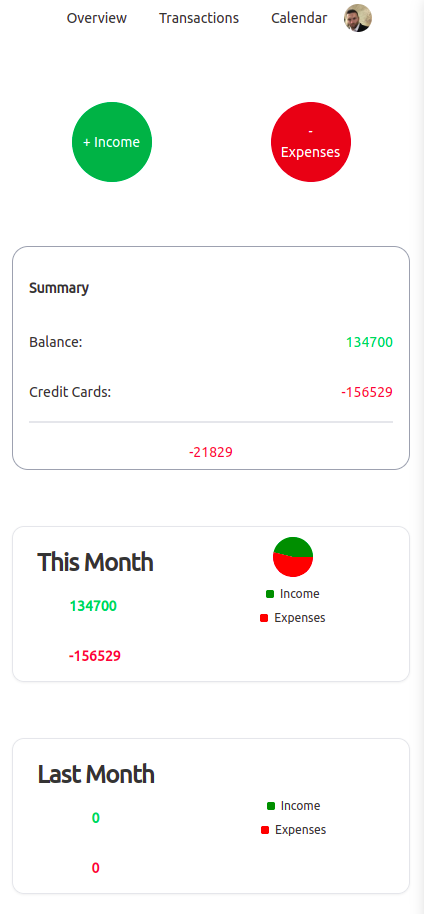 Overview Transactions Calendar
+ Income
-
Expenses
Summary
Balance: 134700
Credit Cards: -156529
-21829
This Month
134700
-156529
Income
Expenses
Last Month
0
0
Income
Expenses